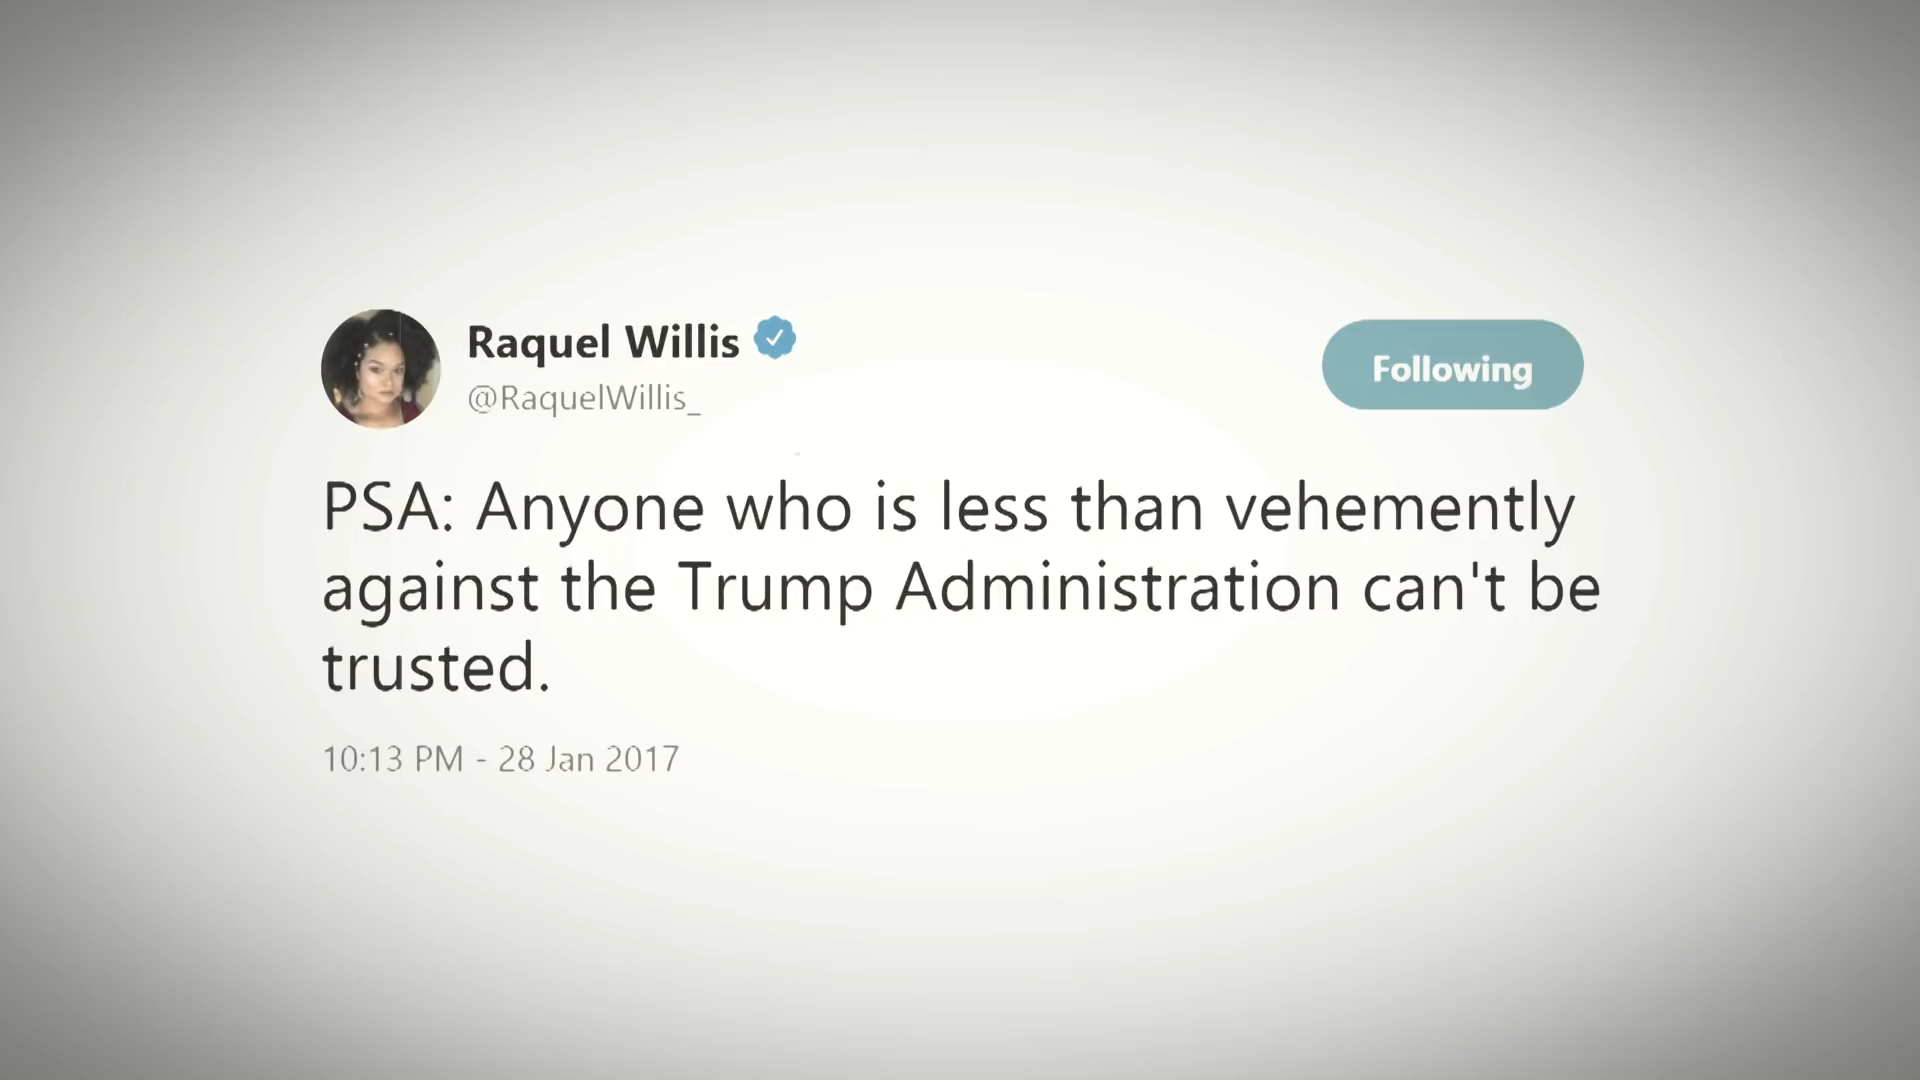 Raquel Willis
@RaquelWillis_
Following
PSA: Anyone who is less than vehemently
against the Trump Administration can't be
trusted.
10:13 PM - 28 Jan 2017